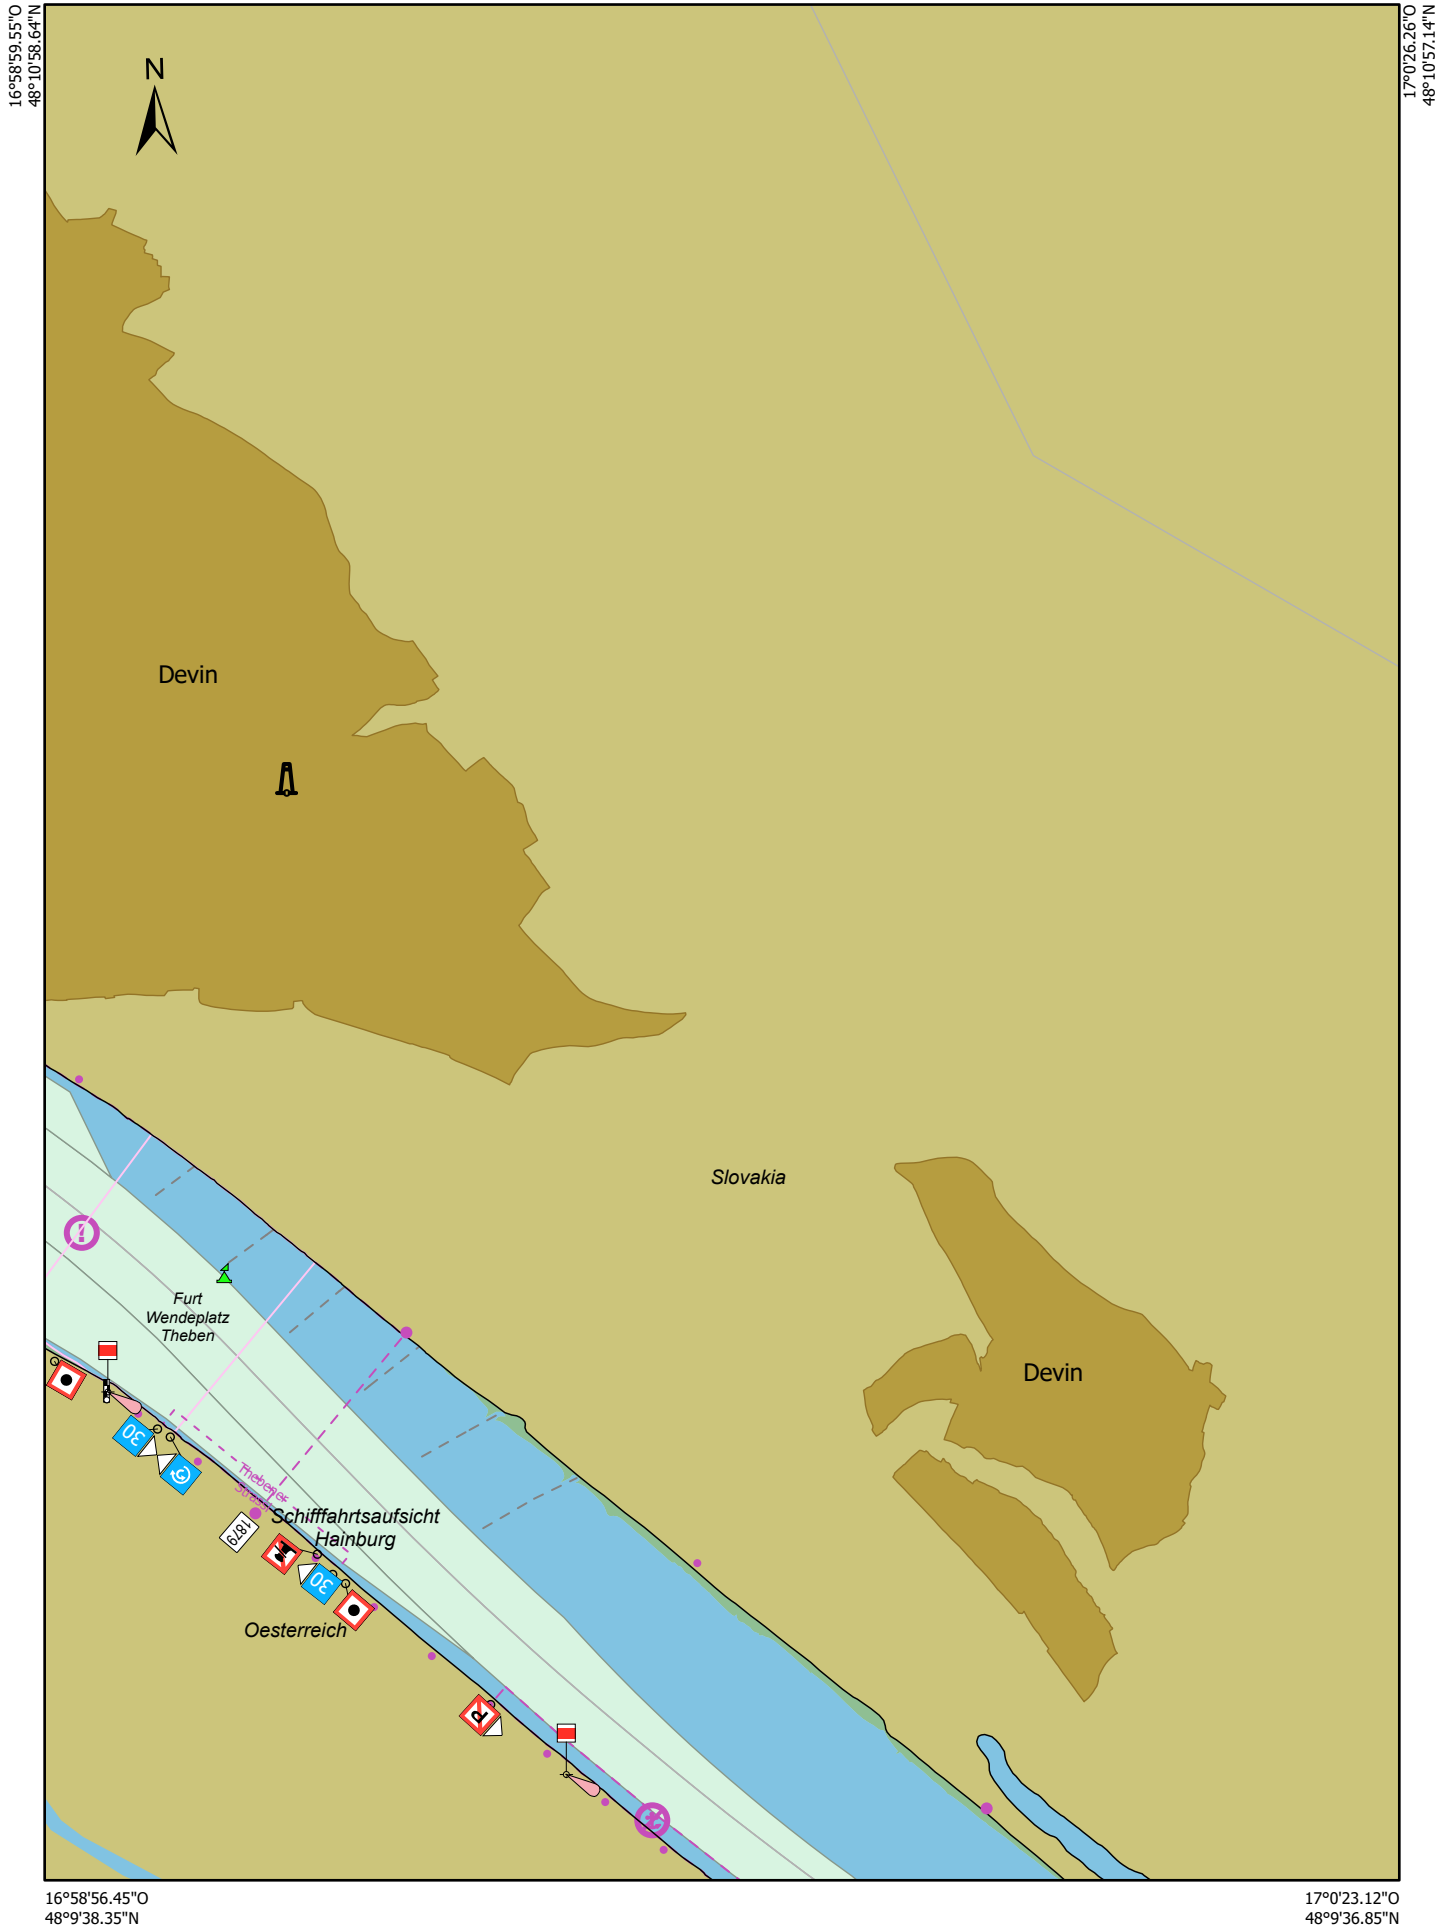 16°58'59.55"O
48°10'58.64"N
17°0'26.26"O
48°10'57.14"N
N
Devin
Slovakia
Furt
Wendeplatz
Theben
Devin
30
Thebener
Strassl
1879
Schifffahrtsaufsicht
Hainburg
30
Oesterreich
P
16°58'56.45"O
48°9'38.35"N
17°0'23.12"O
48°9'36.85"N